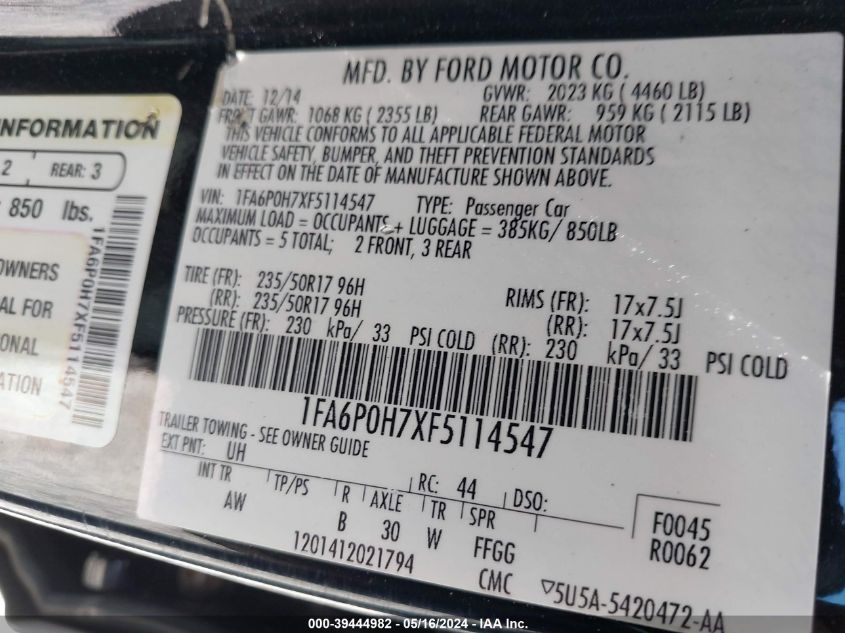 MFD. BY FORD MOTOR CO.
DATE: 12/14 GVWR: 2023 KG ( 4460 LB)
FRONT GAWR: 1068 KG ( 2355 LB) REAR GAWR: 959 KG ( 2115 LB)
THIS VEHICLE CONFORMS TO ALL APPLICABLE FEDERAL MOTOR
VEHICLE SAFETY, BUMPER, AND THEFT PREVENTION STANDARDS
IN EFFECT ON THE DATE OF MANUFACTURE SHOWN ABOVE.
VIN: 1FA6P0H7XF5114547 TYPE: Passenger Car
MAXIMUM LOAD = OCCUPANTS + LUGGAGE = 385KG/ 850LB
OCCUPANTS = 5 TOTAL; 2 FRONT, 3 REAR
TIRE (FR): 235/50R17 96H RIMS (FR): 17x7.5J
(RR): 235/50R17 96H (RR): 17x7.5J
PRESSURE (FR): 230 kPa/ 33 PSI COLD (RR): 230 kPa/ 33 PSI COLD
1FA6P0H7XF5114547
TRAILER TOWING - SEE OWNER GUIDE
EXT PNT: UH RC: 44 DSO:
INT TR TP/PS R AXLE TR SPR F0045
AW B 30 W FFGG R0062
1201412021794 CMC 5U5A-5420472-AA
INFORMATION
2 REAR: 3
850 lbs.
OWNERS
AL FOR
ONAL
ATION
1FA6P0H7XF5114547
000-39444982 - 05/16/2024 - IAA Inc.